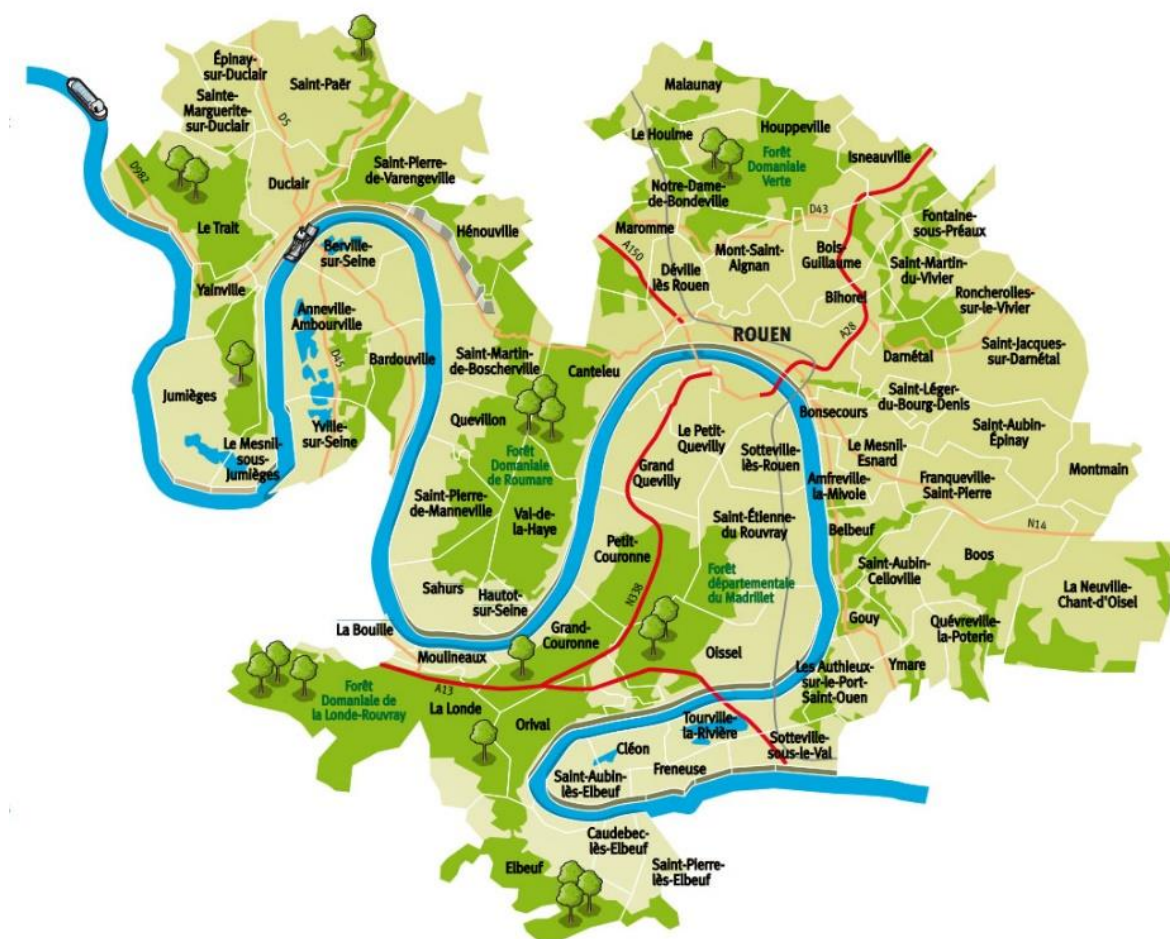 Épinay-
sur-Duclair
Saint-Paër
Sainte-
Marguerite-
sur-Duclair
D5
D982
Duclair
Saint-Pierre-
de-Varengeville
Le Trait
Hénouville
Berville-
sur-Seine
Yainville
Anneville-
Ambourville
D45
Bardouville
Jumièges
Yville-
sur-Seine
Le Mesnil-
sous-
Jumièges
Saint-Martin-
de-Boscherville
Canteleu
Quevillon
Forêt
Domaniale
de Roumare
Saint-Pierre-
de-Manneville
Val-de-
la-Haye
Sahurs
Hautot-
sur-Seine
Malaunay
Le Houlme
Houppeville
Forêt
Domaniale
Verte
Isneauville
Notre-Dame-
de-Bondeville
D43
Maromme
A150
Mont-Saint-
Aignan
Bois-
Guillaume
Fontaine-
sous-Préaux
Déville
lès Rouen
Saint-Martin-
du-Vivier
Bihorel
Roncherolles-
sur-le-Vivier
ROUEN
A28
Darnétal
Saint-Jacques-
sur-Darnétal
Saint-Léger-
du-Bourg-Denis
Bonsecours
Le Petit-
Quevilly
Sotteville-
lès-Rouen
Le Mesnil-
Esnard
Saint-Aubin-
Épinay
Grand
Quevilly
Amfreville-
la-Mivole
Franqueville-
Saint-Pierre
Montmain
Saint-Étienne-
du Rouvray
Belbeuf
N14
Petit-
Couronne
Forêt
départementale
du Madrillet
Saint-Aubin-
Celloville
Boos
La Neuville-
Chant-d'Oisel
N338
Gouy
Quévreville-
la-Poterie
La Bouille
Grand-
Couronne
Moulineaux
Oissel
Ymare
Les Authieux-
sur-le-Port-
Saint-Ouen
A13
Forêt
Domaniale de
la Londe-Rouvray
La Londe
Orival
Tourville-
la-Rivière
Sotteville-
sous-le-Val
Cléon
Freneuse
Saint-Aubin-
lès-Elbeuf
Caudebec-
lès-Elbeuf
Elbeuf
Saint-Pierre-
lès-Elbeuf